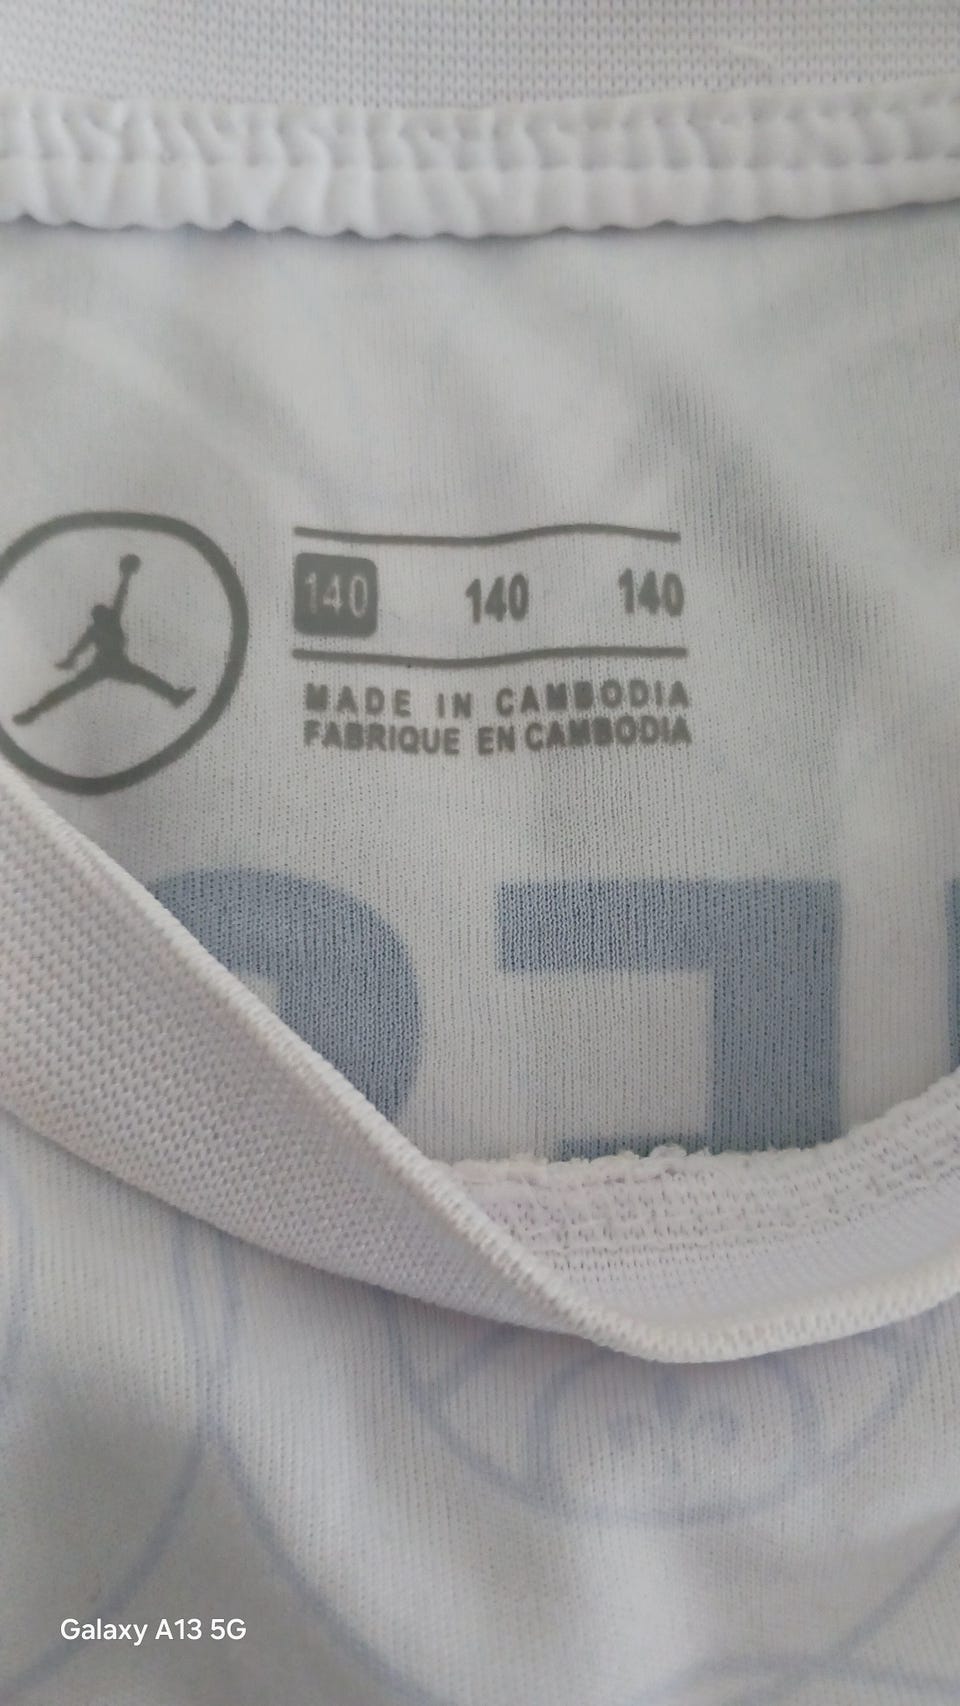 140 140 140
MADE IN CAMBODIA
FABRIQUE EN CAMBODIA
Galaxy A13 5G